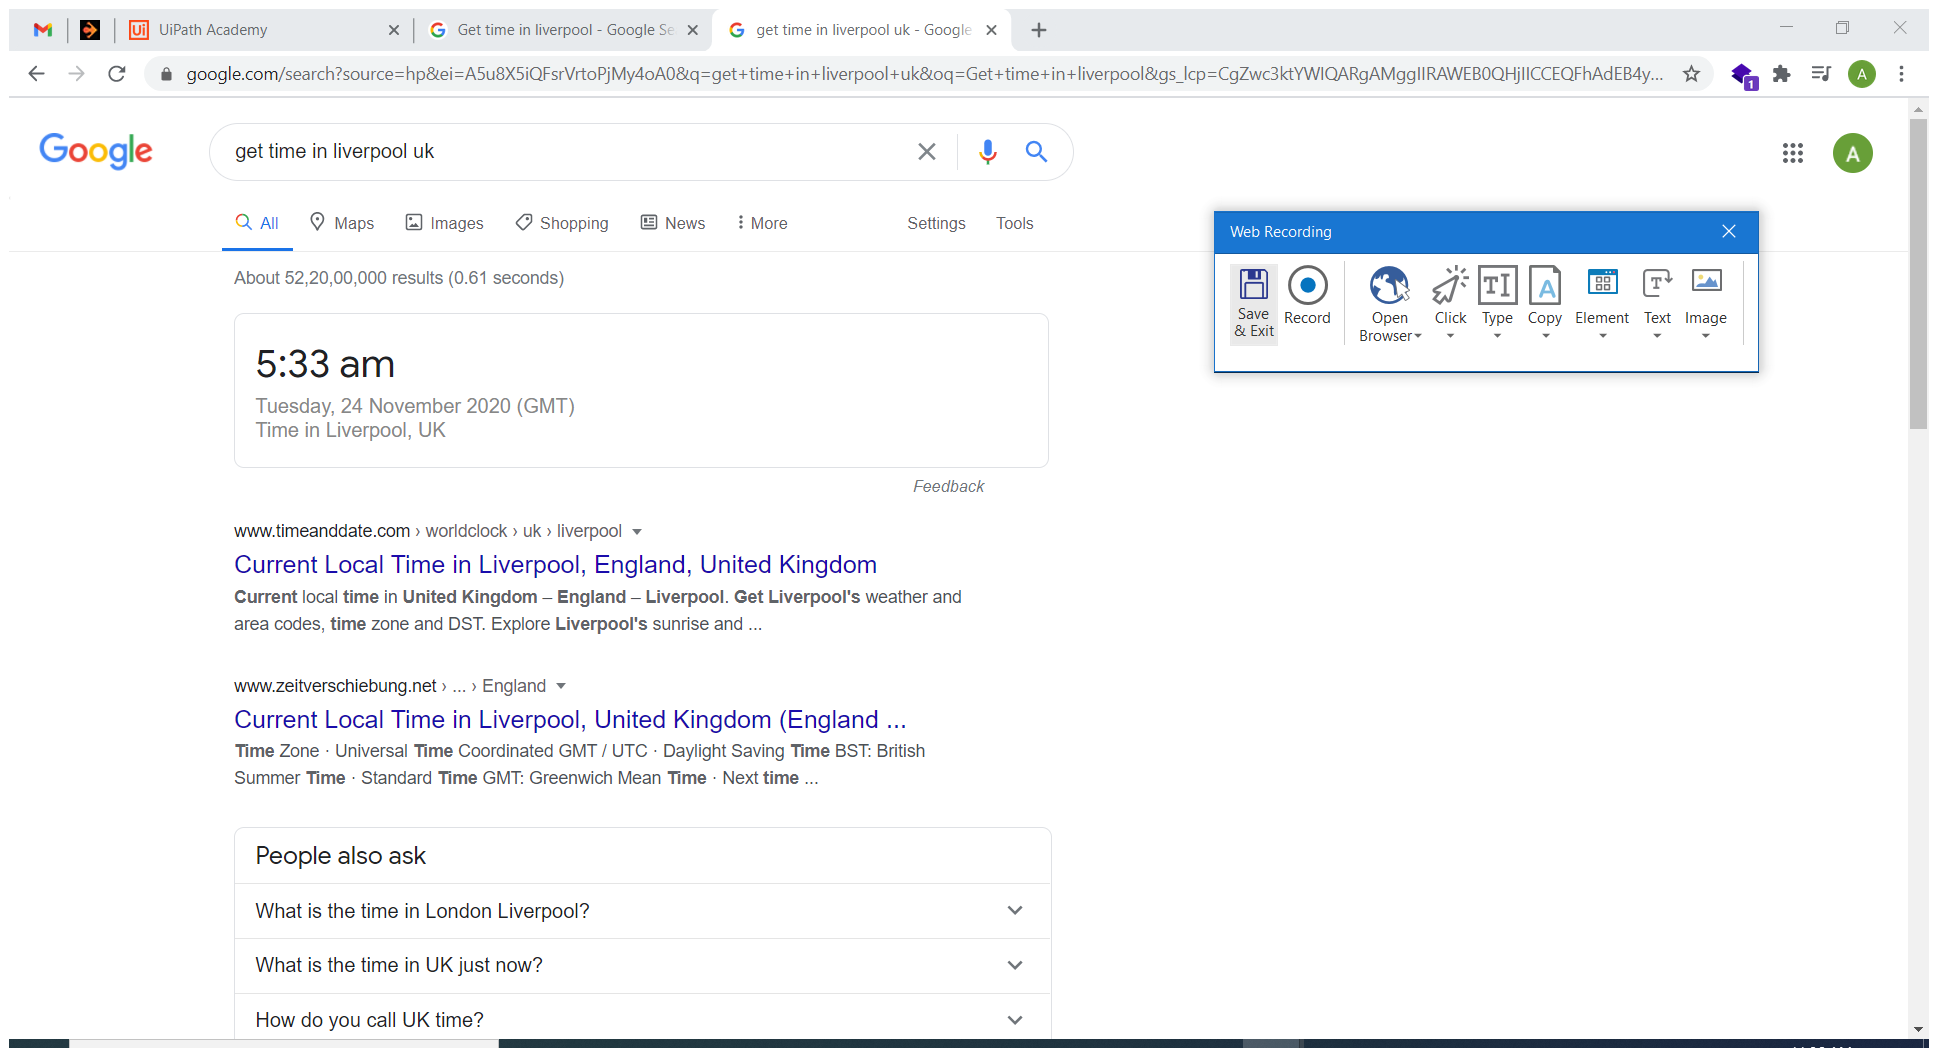 UiPath Academy
Get time in liverpool - Google Se
get time in liverpool uk - Google
google.com/search?source=hp&ei=A5u8X5iQFsrVrtoPjMy4oA0&q=get+time+in+liverpool+uk&oq=Get+time+in+liverpool&gs_lcp=CgZwc3ktYWIQARgAMggIIRAWEB0QHjIICCEQFhAdEB4y...
1
A
Google
get time in liverpool uk
A
All
Maps
Images
Shopping
News
More
Settings
Tools
Web Recording
Save & Exit
Record
Open Browser
Click
Type
Copy
Element
Text
Image
About 52,20,00,000 results (0.61 seconds)
5:33 am
Tuesday, 24 November 2020 (GMT)
Time in Liverpool, UK
Feedback
www.timeanddate.com › worldclock › uk › liverpool
Current Local Time in Liverpool, England, United Kingdom
Current local time in United Kingdom – England – Liverpool. Get Liverpool's weather and
area codes, time zone and DST. Explore Liverpool's sunrise and ...
www.zeitverschiebung.net › ... › England
Current Local Time in Liverpool, United Kingdom (England ...
Time Zone · Universal Time Coordinated GMT / UTC · Daylight Saving Time BST: British
Summer Time · Standard Time GMT: Greenwich Mean Time · Next time ...
People also ask
What is the time in London Liverpool?
What is the time in UK just now?
How do you call UK time?